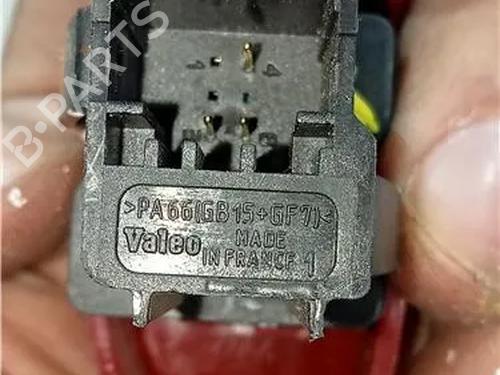 B-PARTS
>PA66(GB15+GF7)<
Valeo MADE
IN FRANCE 1